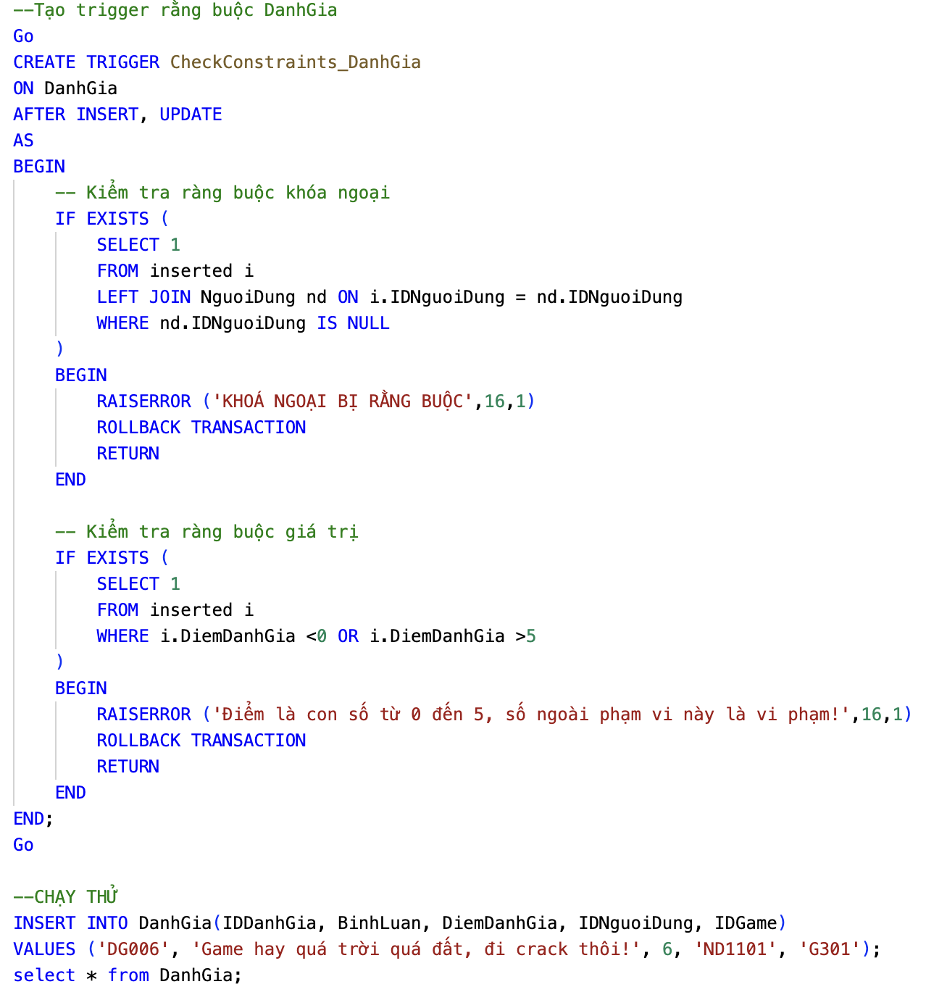 --Tạo trigger rằng buộc DanhGia
Go
CREATE TRIGGER CheckConstraints_DanhGia
ON DanhGia
AFTER INSERT, UPDATE
AS
BEGIN
    -- Kiểm tra ràng buộc khóa ngoại
    IF EXISTS (
        SELECT 1
        FROM inserted i
        LEFT JOIN NguoiDung nd ON i.IDNguoiDung = nd.IDNguoiDung
        WHERE nd.IDNguoiDung IS NULL
    )
    BEGIN
        RAISERROR ('KHOÁ NGOẠI BỊ RẰNG BUỘC',16,1)
        ROLLBACK TRANSACTION
        RETURN
    END

    -- Kiểm tra ràng buộc giá trị
    IF EXISTS (
        SELECT 1
        FROM inserted i
        WHERE i.DiemDanhGia <0 OR i.DiemDanhGia >5
    )
    BEGIN
        RAISERROR ('Điểm là con số từ 0 đến 5, số ngoài phạm vi này là vi phạm!',16,1)
        ROLLBACK TRANSACTION
        RETURN
    END
END;
Go

--CHẠY THỬ
INSERT INTO DanhGia(IDDanhGia, BinhLuan, DiemDanhGia, IDNguoiDung, IDGame)
VALUES ('DG006', 'Game hay quá trời quá đất, đi crack thôi!', 6, 'ND1101', 'G301');
select * from DanhGia;